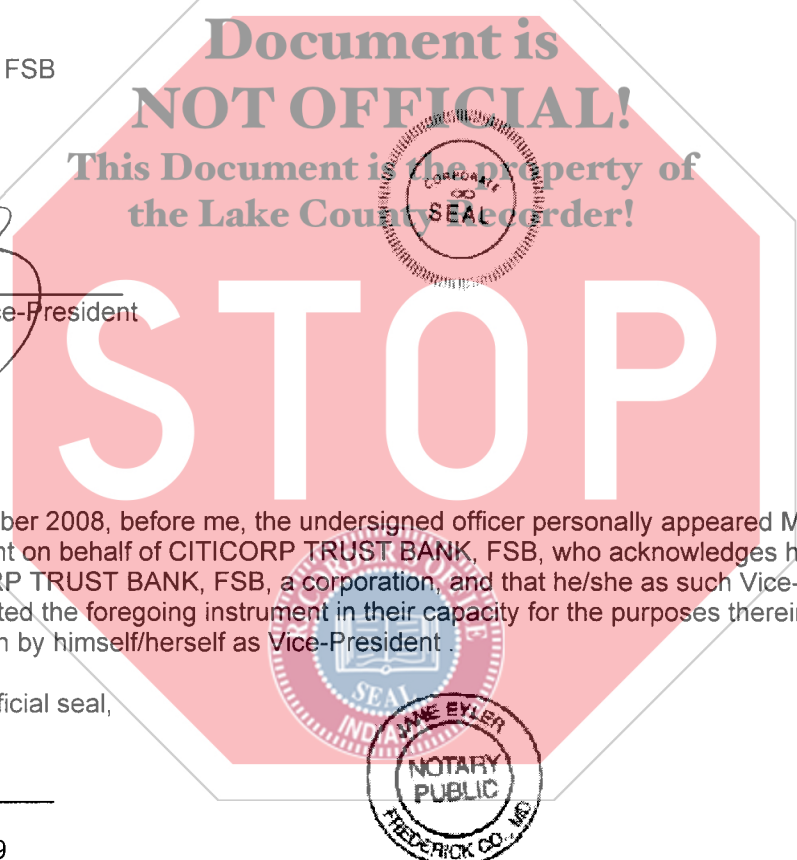 Document is
FSB
NOT OFFICIAL!
This Document is the property of
the Lake County Recorder!
CORPORATE
SEAL
ce-President
STOP
ber 2008, before me, the undersigned officer personally appeared M
nt on behalf of CITICORP TRUST BANK, FSB, who acknowledges h
RP TRUST BANK, FSB, a corporation, and that he/she as such Vice-
ted the foregoing instrument in their capacity for the purposes therein
n by himself/herself as Vice-President .
RECORDER OF
SEAL
INDIANA
ficial seal,
EYLER
NOTARY
PUBLIC
FREDERICK CO., MD
9